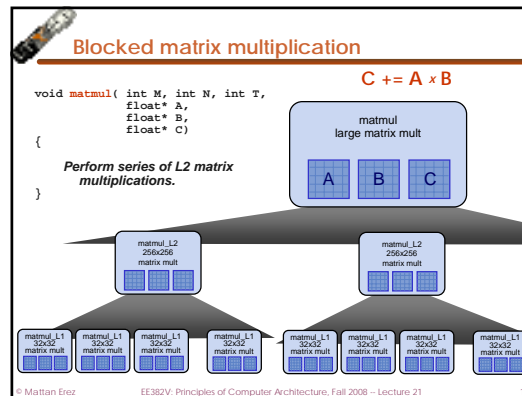 Blocked matrix multiplication
C += A x B
void matmul( int M, int N, int T,
float* A,
float* B,
float* C)
{
Perform series of L2 matrix
multiplications.
}
matmul
large matrix mult
A B C
matmul_L2
256x256
matrix mult
matmul_L2
256x256
matrix mult
matmul_L1
32x32
matrix mult
matmul_L1
32x32
matrix mult
matmul_L1
32x32
matrix mult
matmul_L1
32x32
matrix mult
matmul_L1
32x32
matrix mult
matmul_L1
32x32
matrix mult
matmul_L1
32x32
matrix mult
matmul_L1
32x32
matrix mult
© Mattan Erez EE382V: Principles of Computer Architecture, Fall 2008 -- Lecture 21